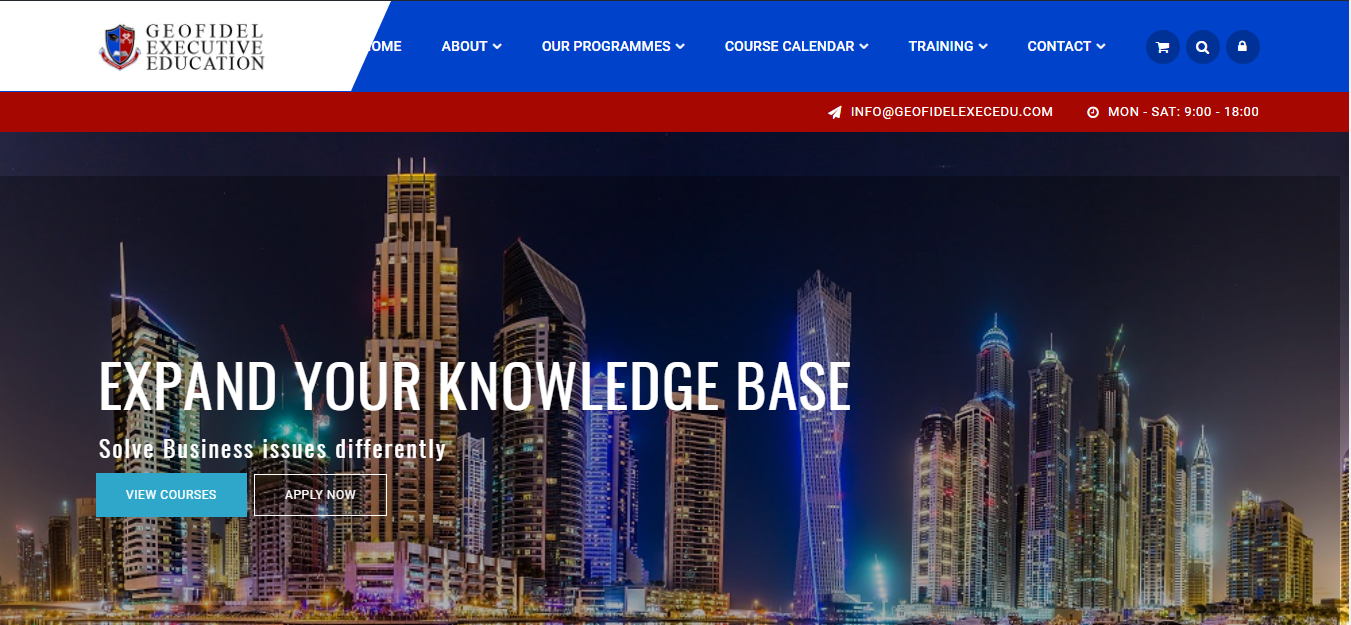 GEOFIDEL
EXECUTIVE
EDUCATION
OME ABOUT OUR PROGRAMMES COURSE CALENDAR TRAINING CONTACT
INFO@GEOFIDELEXECEDU.COM MON - SAT: 9:00 - 18:00
EXPAND YOUR KNOWLEDGE BASE
Solve Business issues differently
VIEW COURSES APPLY NOW